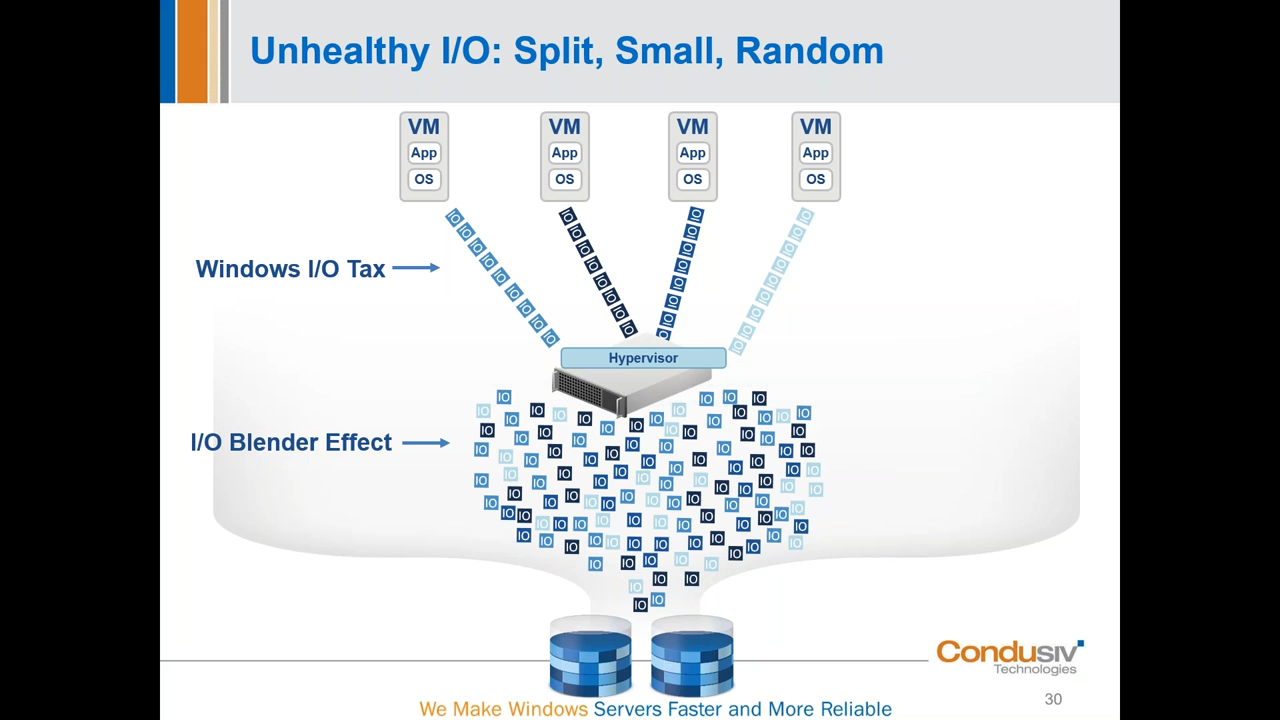 Unhealthy I/O: Split, Small, Random
VM VM VM VM
App App App App
OS OS OS OS
Windows I/O Tax
Hypervisor
I/O Blender Effect
IO
Condusiv
Technologies
We Make Windows Servers Faster and More Reliable
30